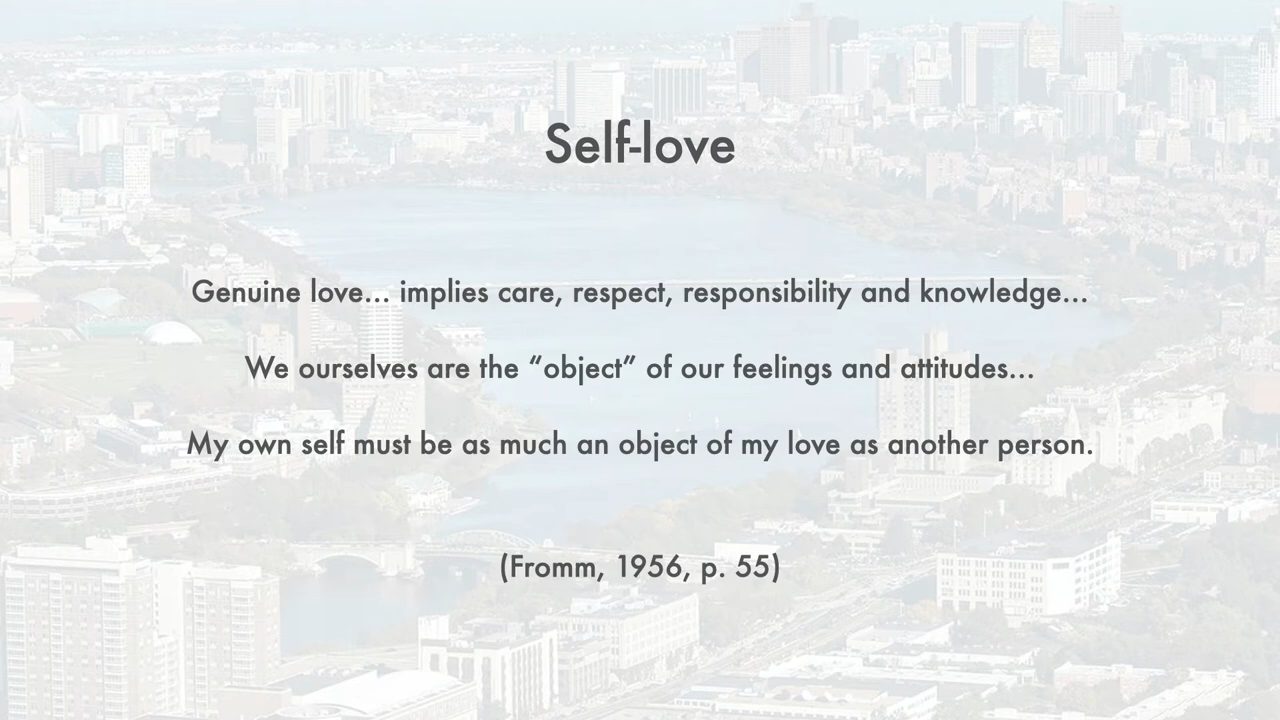 Self-love
Genuine love... implies care, respect, responsibility and knowledge...
We ourselves are the “object” of our feelings and attitudes...
My own self must be as much an object of my love as another person.
(Fromm, 1956, p. 55)